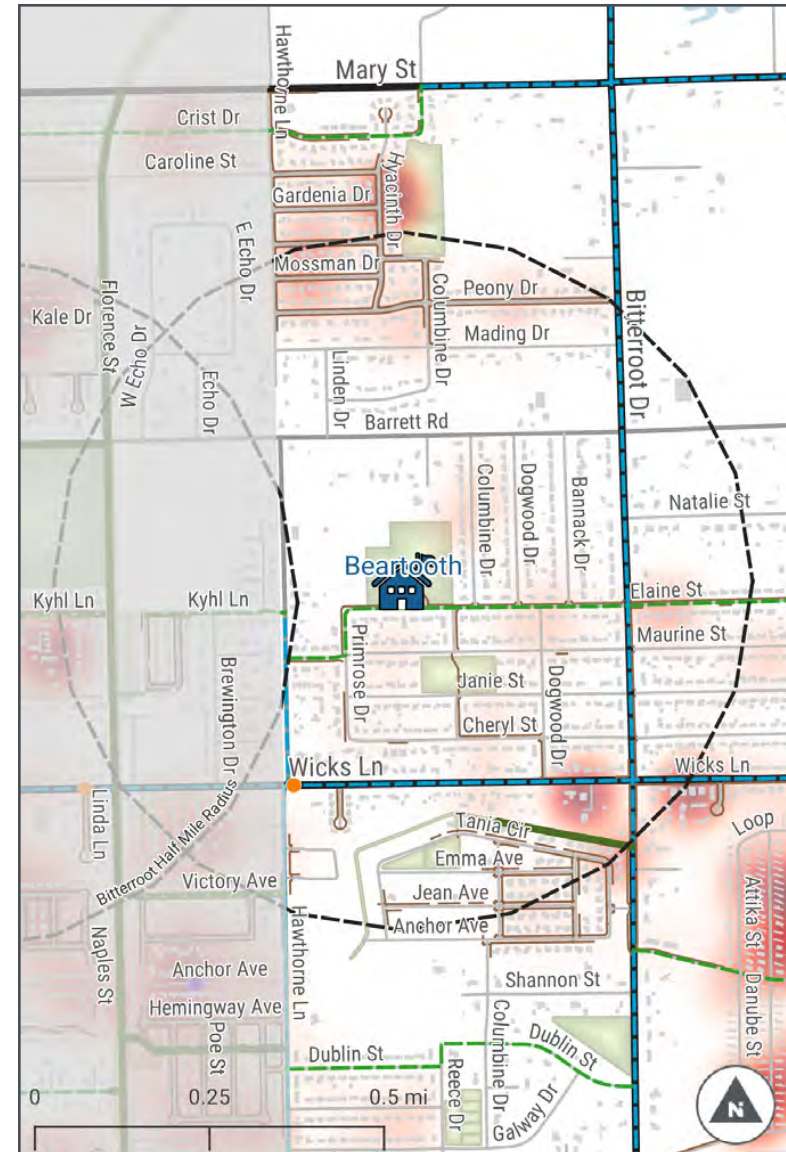 Hawthorne Ln
Mary St
Crist Dr
Caroline St
Hyacinth Dr
Gardenia Dr
E Echo Dr
Mossman Dr
Columbine Dr
Peony Dr
Florence St
Kale Dr
W Echo Dr
Bitterroot Dr
Mading Dr
Linden Dr
Echo Dr
Barrett Rd
Columbine Dr
Dogwood Dr
Bannack Dr
Natalie St
Beartooth
Elaine St
Kyhl Ln
Kyhl Ln
Primrose Dr
Maurine St
Brewington Dr
Janie St
Dogwood Dr
Cheryl St
Wicks Ln
Wicks Ln
Linda Ln
Bitterroot Half Mile Radius
Tania Cir
Loop
Emma Ave
Victory Ave
Jean Ave
Attika St
Anchor Ave
Naples St
Hawthorne Ln
Anchor Ave
Shannon St
Danube St
Hemingway Ave
Poe St
Columbine Dr
Dublin St
Dublin St
Reece Dr
Galway Dr
0 0.25 0.5 mi
N